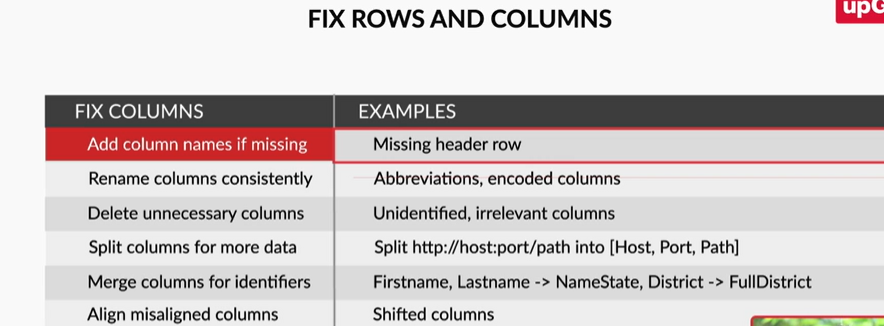 FIX ROWS AND COLUMNS
FIX COLUMNS EXAMPLES
Add column names if missing Missing header row
Rename columns consistently Abbreviations, encoded columns
Delete unnecessary columns Unidentified, irrelevant columns
Split columns for more data Split http://host:port/path into [Host, Port, Path]
Merge columns for identifiers Firstname, Lastname -> NameState, District -> FullDistrict
Align misaligned columns Shifted columns